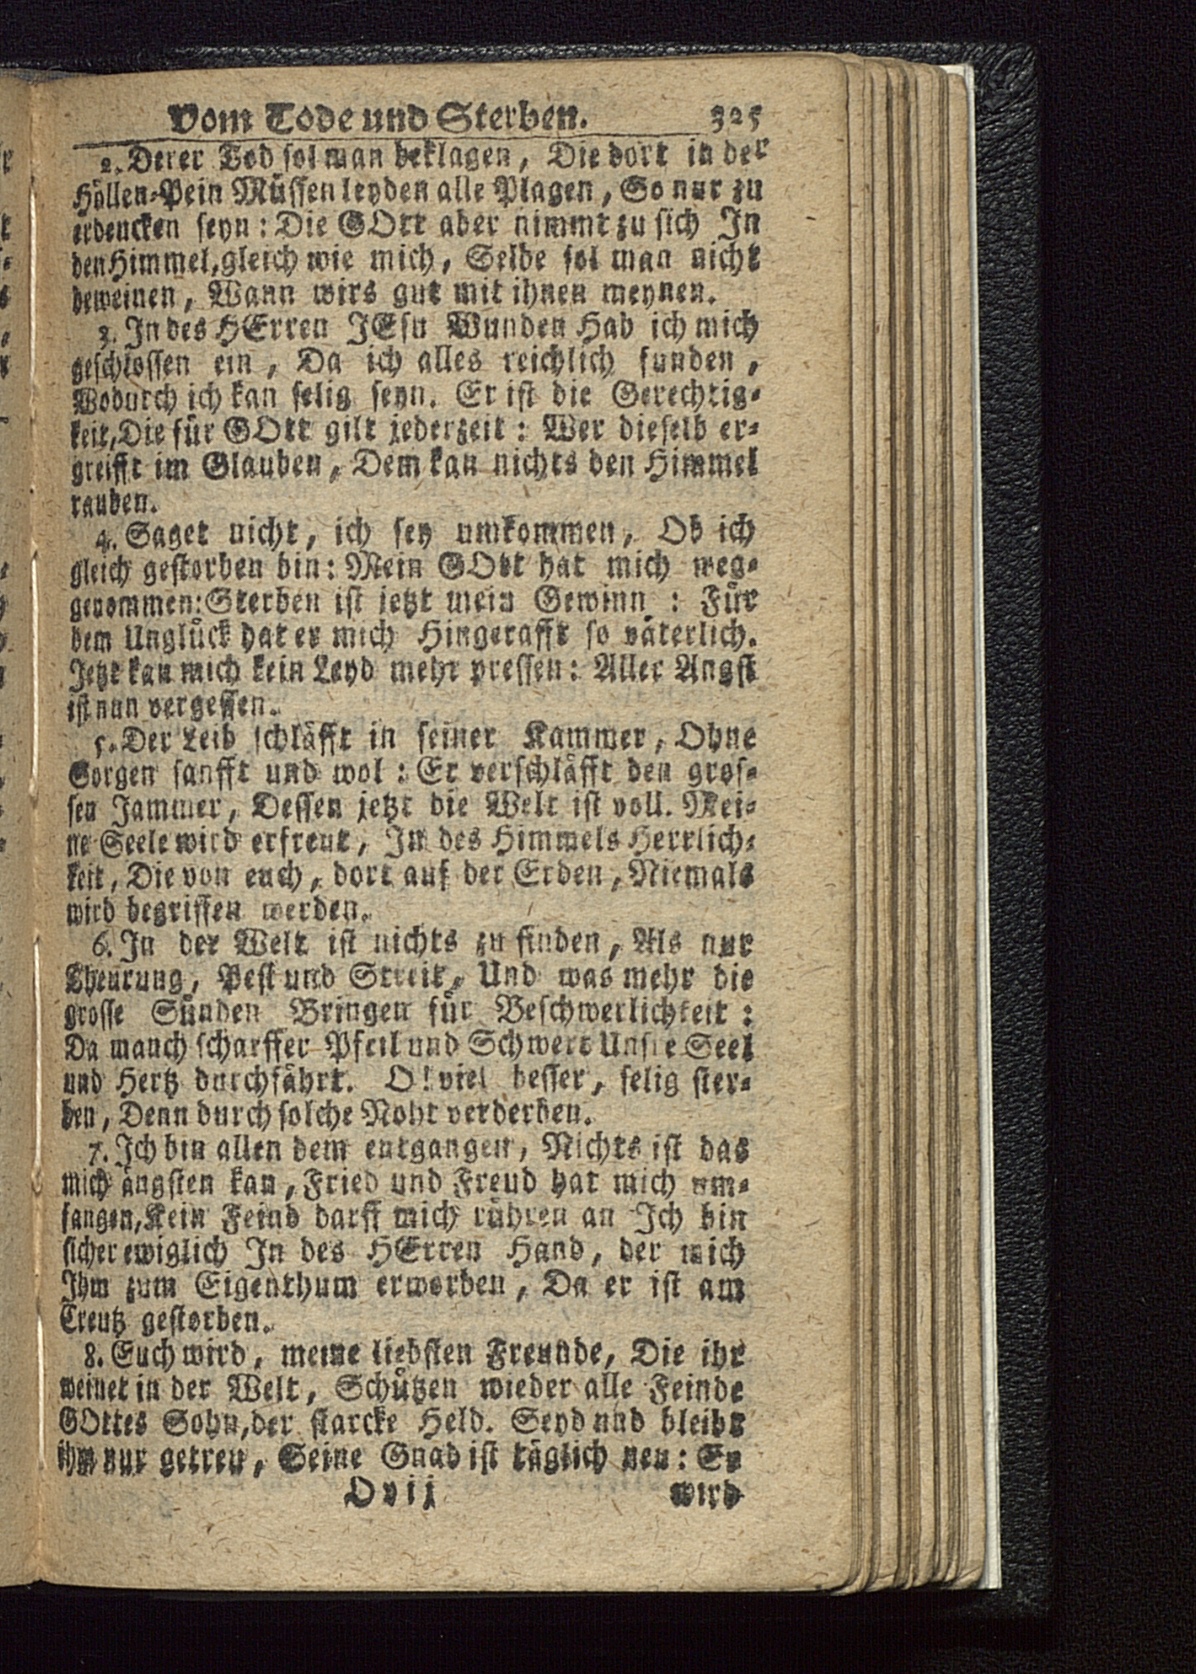 Vom Tode und Sterben. 325
2. Derer Tod sol man beklagen, Die dort in der
Höllen-Pein Müssen leyden alle Plagen, So nur zu
erdencken seyn: Die GOtt aber nimmt zu sich In
den Himmel, gleich wie mich, Selbe sol man nicht
beweinen, Wann wirs gut mit ihnen meynen.
3. In des HErren JEsu Wunden Hab ich mich
geschlossen ein, Da ich alles reichlich funden,
Wodurch ich kan selig seyn. Er ist die Gerechtig-
keit, Die für GOtt gilt jederzeit: Wer dieselb er-
greifft im Glauben, Dem kan nichts den Himmel
rauben.
4. Saget nicht, ich sey umkommen, Ob ich
gleich gestorben bin: Mein GOtt hat mich weg-
genommen: Sterben ist jetzt mein Gewinn: Für
dem Unglück hat er mich Hingerafft so väterlich.
Jetzt kan mich kein Leyd mehr pressen: Aller Angst
ist nun vergessen.
5. Der Leib schläfft in seiner Kammer, Ohne
Sorgen sanfft und wol: Er verschläfft den gros-
sen Jammer, Dessen jetzt die Welt ist voll. Mei-
ne Seele wird erfreut, In des Himmels Herrlich-
keit, Die von euch, dort auf der Erden, Niemals
wird begriffen werden.
6. In der Welt ist nichts zu finden, Als nur
Theurung, Pest und Streit, Und was mehr die
grosse Sünden Bringen für Beschwerlichkeit:
Da manch scharffer Pfeil und Schwert Unsre Seel
und Hertz durchfährt. O! viel besser, selig ster-
ben, Denn durch solche Noht verderben.
7. Ich bin allen dem entgangen, Nichts ist das
mich ängsten kan, Fried und Freud hat mich um-
fangen, Kein Feind darff mich rühren an Ich bin
sicher ewiglich In des HErren Hand, der mich
Ihm zum Eigenthum erworben, Da er ist am
Creutz gestorben.
8. Euch wird, meine liebsten Freunde, Die ihr
weinet in der Welt, Schützen wieder alle Feinde
GOttes Sohn, der starcke Held. Seyd und bleibt
ihm nur getreu, Seine Gnad ist täglich neu: Er
O vij wird